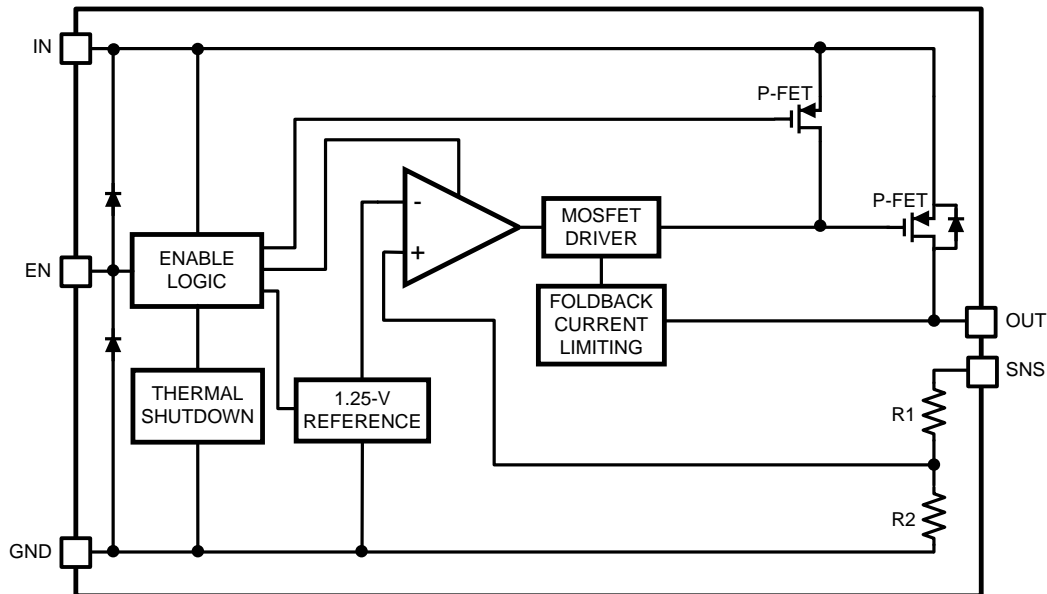 IN
P-FET
P-FET
-
MOSFET
DRIVER
+
EN
ENABLE
LOGIC
FOLDBACK
CURRENT
LIMITING
OUT
SNS
THERMAL
SHUTDOWN
1.25-V
REFERENCE
R1
R2
GND